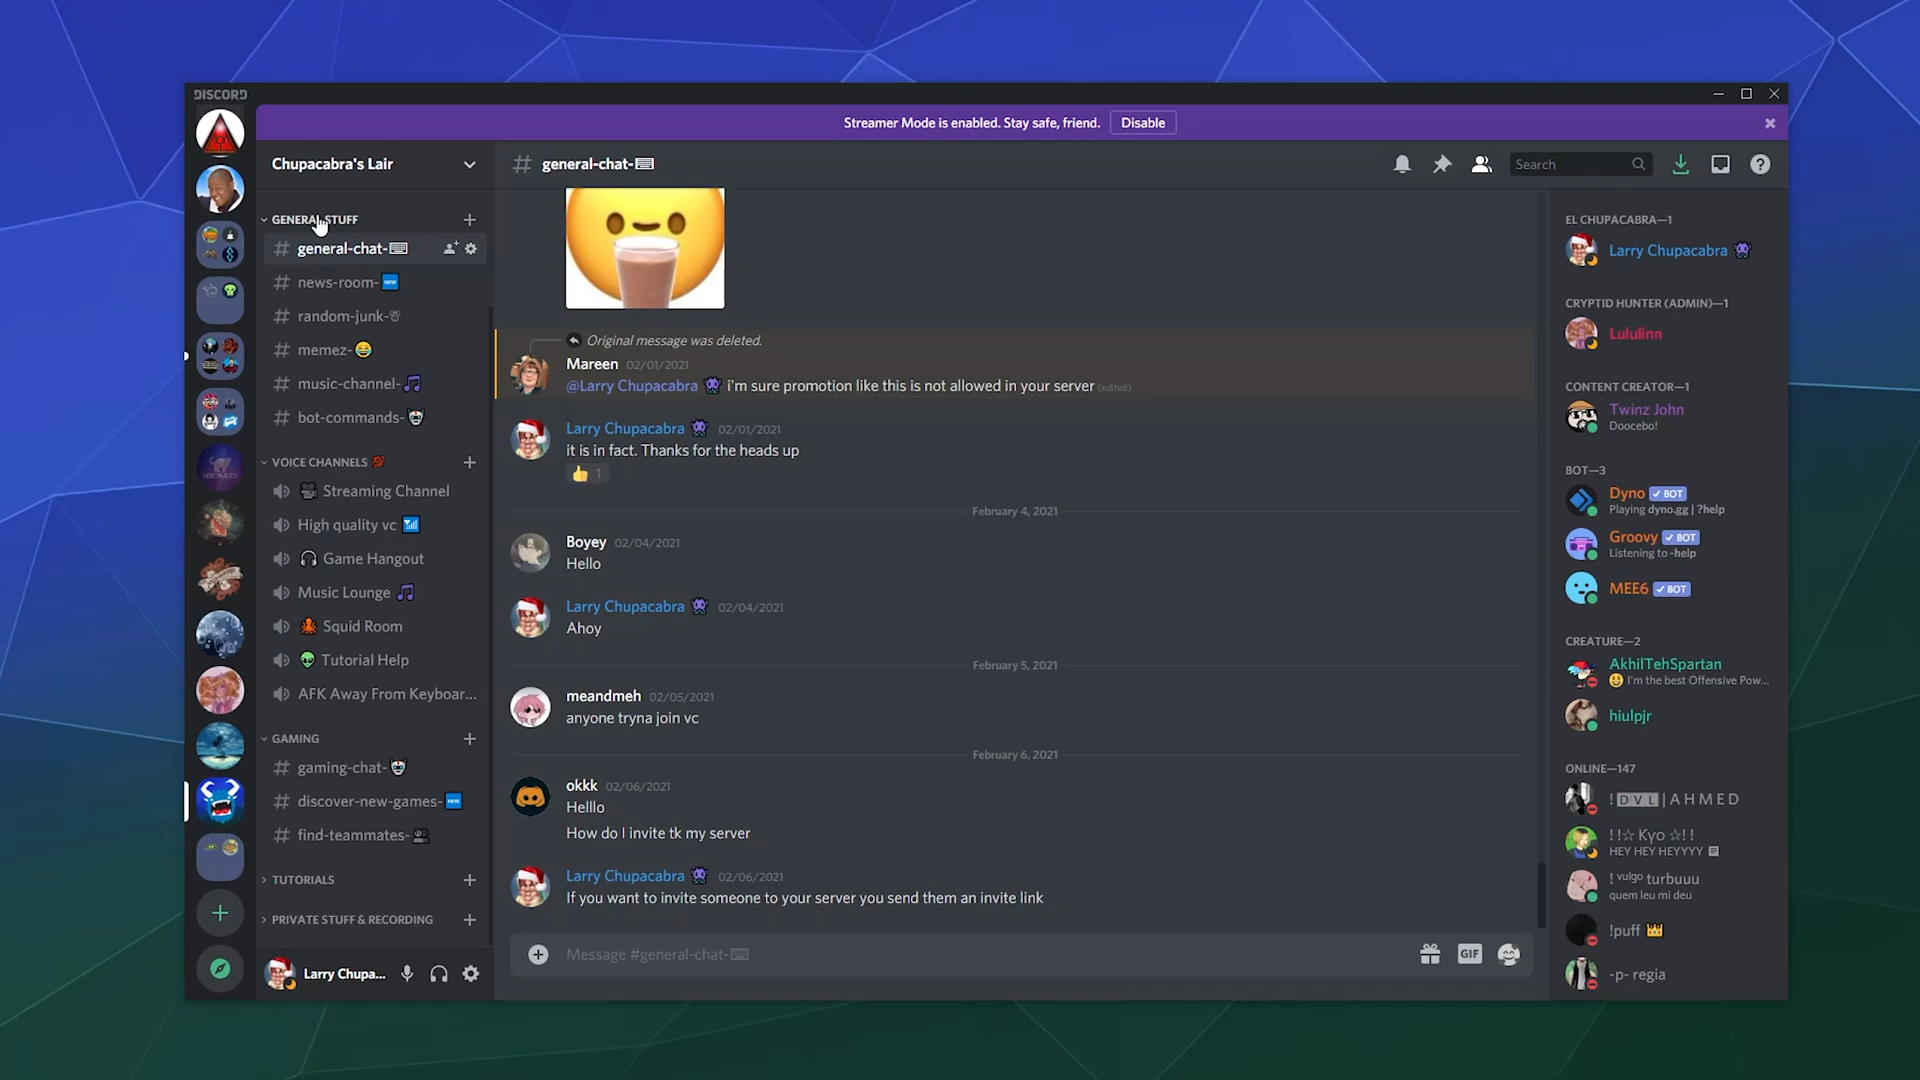 DISCORD
Streamer Mode is enabled. Stay safe, friend.
Disable
Chupacabra's Lair
general-chat-
Search
GENERAL STUFF
general-chat-
news-room-
NEW
random-junk-
memez-
music-channel-
bot-commands-
VOICE CHANNELS
Streaming Channel
High quality vc
Game Hangout
Music Lounge
Squid Room
Tutorial Help
AFK Away From Keyboar...
GAMING
gaming-chat-
discover-new-games-
NEW
find-teammates-
TUTORIALS
PRIVATE STUFF & RECORDING
Larry Chupa...
Original message was deleted.
Mareen 02/01/2021
@Larry Chupacabra i'm sure promotion like this is not allowed in your server (edited)
Larry Chupacabra 02/01/2021
it is in fact. Thanks for the heads up
1
February 4, 2021
Boyey 02/04/2021
Hello
Larry Chupacabra 02/04/2021
Ahoy
February 5, 2021
meandmeh 02/05/2021
anyone tryna join vc
February 6, 2021
okkk 02/06/2021
Helllo
How do I invite tk my server
Larry Chupacabra 02/06/2021
If you want to invite someone to your server you send them an invite link
Message #general-chat-
GIF
EL CHUPACABRA—1
Larry Chupacabra
CRYPTID HUNTER (ADMIN)—1
Lululinn
CONTENT CREATOR—1
Twinz John
Doocebo!
BOT—3
Dyno ✓ BOT
Playing dyno.gg | ?help
Groovy ✓ BOT
Listening to -help
MEE6 ✓ BOT
CREATURE—2
AkhilTehSpartan
I'm the best Offensive Pow...
hiulpjr
ONLINE—147
! D V L | A H M E D
! !☆ Kyo ☆! !
HEY HEY HEYYYY
! vulgo turbuuu
quem leu mi deu
!puff
-p- regia